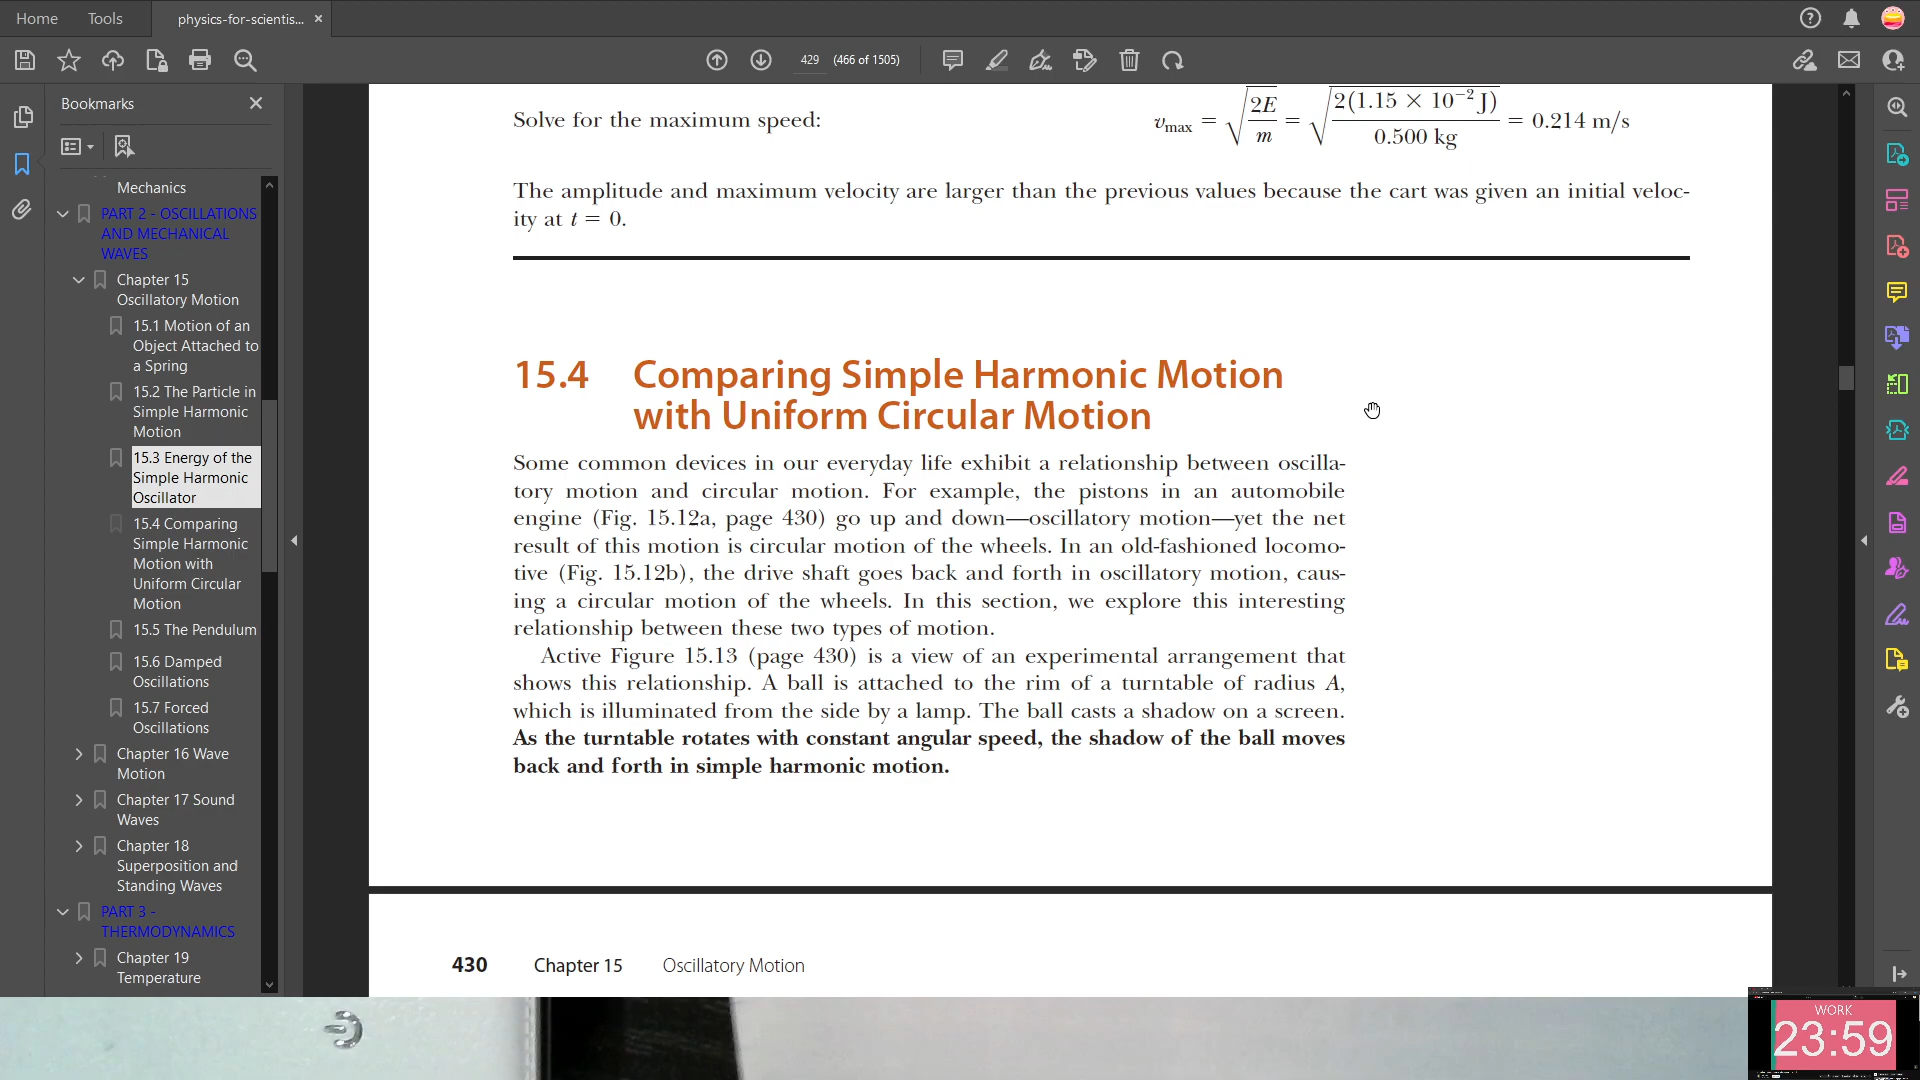 Home
Tools
physics-for-scientis...
429
(466 of 1505)
Bookmarks
Mechanics
PART 2 - OSCILLATIONS
AND MECHANICAL
WAVES
Chapter 15
Oscillatory Motion
15.1 Motion of an
Object Attached to
a Spring
15.2 The Particle in
Simple Harmonic
Motion
15.3 Energy of the
Simple Harmonic
Oscillator
15.4 Comparing
Simple Harmonic
Motion with
Uniform Circular
Motion
15.5 The Pendulum
15.6 Damped
Oscillations
15.7 Forced
Oscillations
Chapter 16 Wave
Motion
Chapter 17 Sound
Waves
Chapter 18
Superposition and
Standing Waves
PART 3 -
THERMODYNAMICS
Chapter 19
Temperature
Solve for the maximum speed: vmax = √(2E/m) = √(2(1.15 × 10⁻² J)/0.500 kg) = 0.214 m/s
The amplitude and maximum velocity are larger than the previous values because the cart was given an initial veloc-
ity at t = 0.
15.4 Comparing Simple Harmonic Motion
with Uniform Circular Motion
Some common devices in our everyday life exhibit a relationship between oscilla-
tory motion and circular motion. For example, the pistons in an automobile
engine (Fig. 15.12a, page 430) go up and down—oscillatory motion—yet the net
result of this motion is circular motion of the wheels. In an old-fashioned locomo-
tive (Fig. 15.12b), the drive shaft goes back and forth in oscillatory motion, caus-
ing a circular motion of the wheels. In this section, we explore this interesting
relationship between these two types of motion.
Active Figure 15.13 (page 430) is a view of an experimental arrangement that
shows this relationship. A ball is attached to the rim of a turntable of radius A,
which is illuminated from the side by a lamp. The ball casts a shadow on a screen.
As the turntable rotates with constant angular speed, the shadow of the ball moves
back and forth in simple harmonic motion.
430 Chapter 15 Oscillatory Motion
WORK
23:59